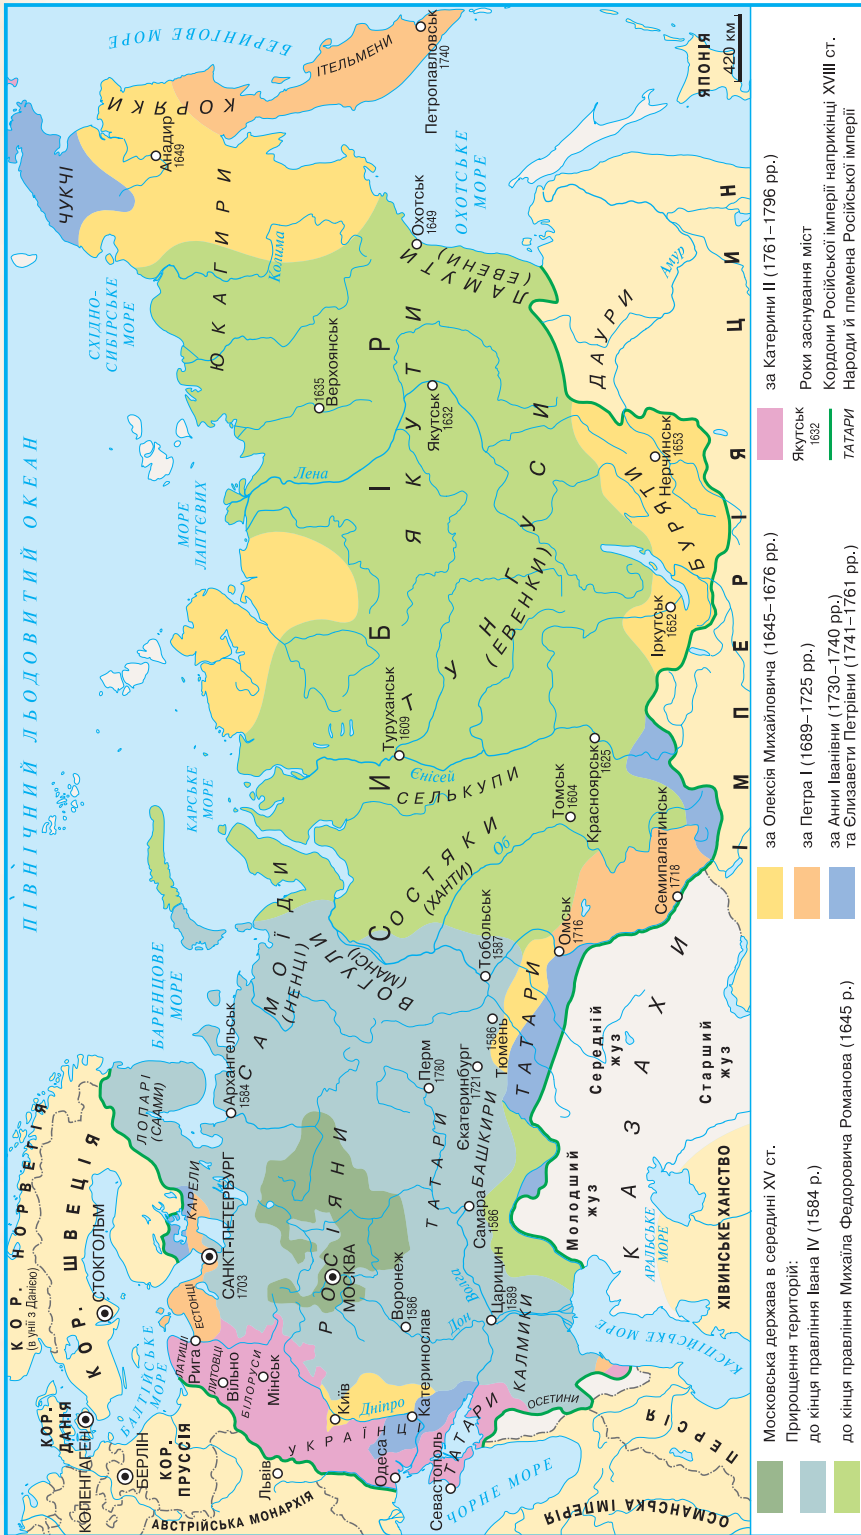 ПІВНІЧНИЙ ЛЬОДОВИТИЙ ОКЕАН
БЕРИНГОВЕ МОРЕ
СХІДНО-
СИБІРСЬКЕ
МОРЕ
МОРЕ
ЛАПТЄВИХ
КАРСЬКЕ
МОРЕ
БАРЕНЦОВЕ
МОРЕ
ОХОТСЬКЕ
МОРЕ
КОР. НОРВЕГІЯ
(в унії з Данією)
КОР. ШВЕЦІЯ
СТОКГОЛЬМ
КОР.
ДАНІЯ
КОПЕНГАГЕН
БАЛТІЙСЬКЕ
МОРЕ
БЕРЛІН
КОР.
ПРУССІЯ
АВСТРІЙСЬКА МОНАРХІЯ
Львів
ЛОПАРІ
(СААМИ)
КАРЕЛИ
САНКТ-ПЕТЕРБУРГ
1703
ЕСТОНЦІ
ЛАТИШІ
Рига
ЛИТОВЦІ
Вільно
БІЛОРУСИ
Мінськ
УКРАЇНЦІ
Київ
Дніпро
Катеринослав
Одеса
Севастополь
ТАТАРИ
ЧОРНЕ МОРЕ
ОСМАНСЬКА ІМПЕРІЯ
ПЕРСІЯ
КАСПІЙСЬКЕ МОРЕ
ОСЕТИНИ
КАЛМИКИ
РОСІЯНИ
МОСКВА
Воронеж
1586
Дон
Волга
Царицин
1589
Самара
1586
ТАТАРИ
БАШКИРИ
Архангельськ
1584
САМОЇДИ
(НЕНЦІ)
Перм
1780
Єкатеринбург
1721
ВОГУЛИ
(МАНСІ)
Тюмень
1586
Тобольськ
1587
ТАТАРИ
Омськ
1716
Семипалатинськ
1718
ОСТЯКИ
(ХАНТИ)
Об
СЕЛЬКУПИ
Єнісей
Томськ
1604
Красноярськ
1625
Туруханськ
1609
СИБІР
ТУНГУСИ
(ЕВЕНКИ)
ЯКУТИ
Лена
Якутськ
1632
1635
Верхоянськ
ЮКАГИРИ
Колима
ЧУКЧІ
Анадир
1649
КОРЯКИ
ІТЕЛЬМЕНИ
Петропавловськ
1740
Охотськ
1649
ЛАМУТИ
(ЕВЕНИ)
ДАУРИ
Амур
БУРЯТИ
Нерчинськ
1653
Іркутськ
1652
ІМПЕРІЯ ЦИН
ЯПОНІЯ
420 км
КАЗАХИ
Молодший
жуз
Середній
жуз
Старший
жуз
АРАЛЬСЬКЕ
МОРЕ
ХІВИНСЬКЕ ХАНСТВО
Московська держава в середині XV ст.
Прирощення територій:
до кінця правління Івана IV (1584 р.)
до кінця правління Михайла Федоровича Романова (1645 р.)
за Олексія Михайловича (1645–1676 рр.)
за Петра І (1689–1725 рр.)
за Анни Іванівни (1730–1740 рр.)
та Єлизавети Петрівни (1741–1761 рр.)
за Катерини II (1761–1796 рр.)
Якутськ
1632
Роки заснування міст
Кордони Російської імперії наприкінці XVIII ст.
ТАТАРИ
Народи й племена Російської імперії